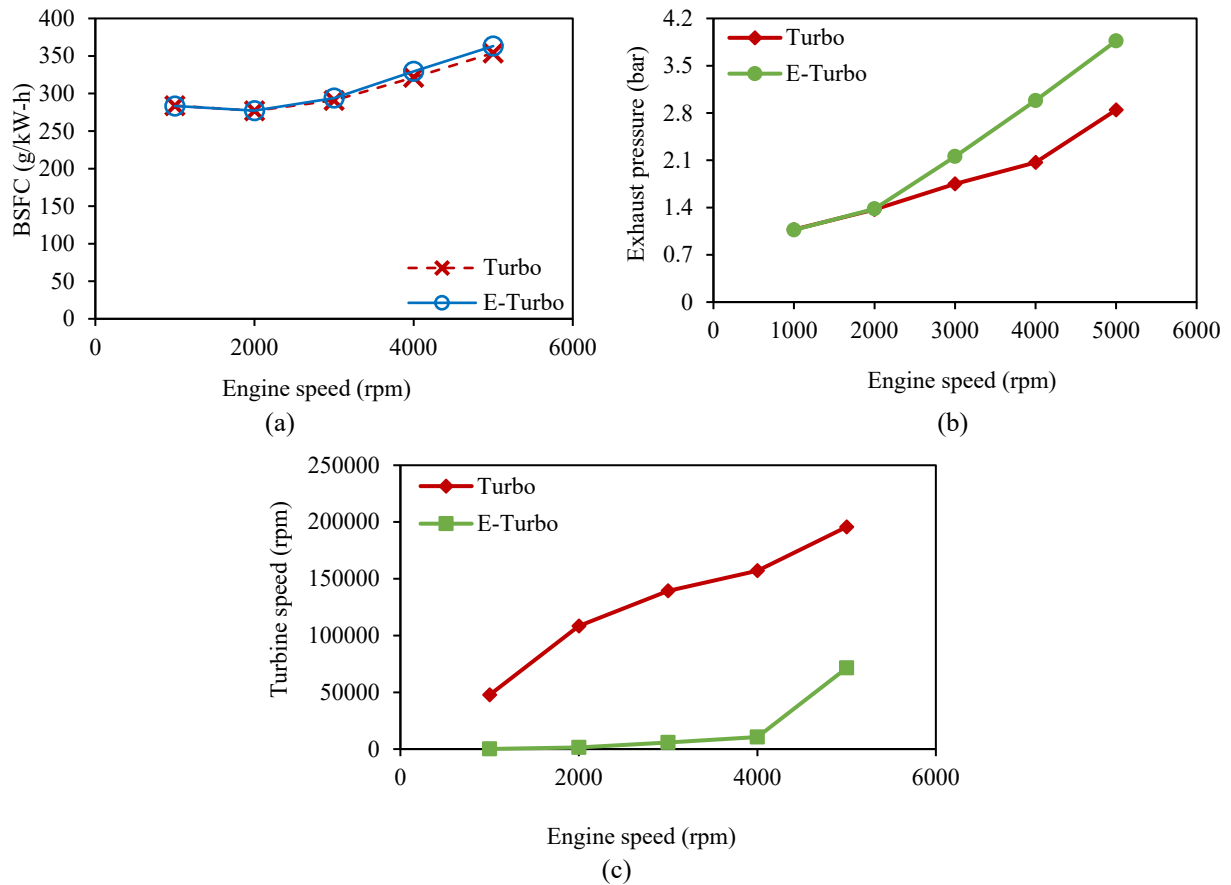 400
350
300
250
200
150
100
50
0
BSFC (g/kW-h)
Turbo
E-Turbo
0 2000 4000 6000
Engine speed (rpm)
(a)
4.2
3.5
2.8
2.1
1.4
0.7
0
Exhaust pressure (bar)
Turbo
E-Turbo
0 1000 2000 3000 4000 5000 6000
Engine speed (rpm)
(b)
250000
200000
150000
100000
50000
0
Turbine speed (rpm)
Turbo
E-Turbo
0 2000 4000 6000
Engine speed (rpm)
(c)